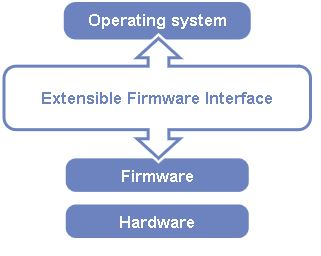 Operating system
Extensible Firmware Interface
Firmware
Hardware